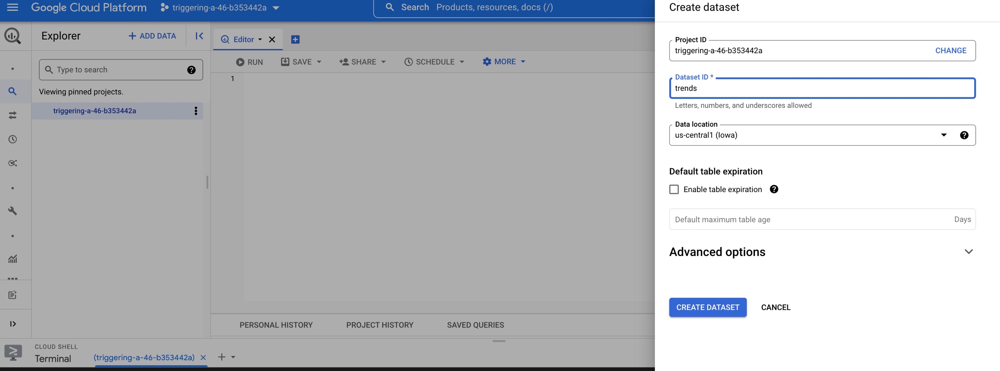 Google Cloud Platform
triggering-a-46-b353442a
Search Products, resources, docs (/)
Explorer
+ ADD DATA
Type to search
Viewing pinned projects.
triggering-a-46-b353442a
Editor
RUN
SAVE
SHARE
SCHEDULE
MORE
1
PERSONAL HISTORY
PROJECT HISTORY
SAVED QUERIES
CLOUD SHELL
Terminal
(triggering-a-46-b353442a)
Create dataset
Project ID
triggering-a-46-b353442a
CHANGE
Dataset ID *
trends
Letters, numbers, and underscores allowed
Data location
us-central1 (Iowa)
Default table expiration
Enable table expiration
Default maximum table age
Days
Advanced options
CREATE DATASET
CANCEL